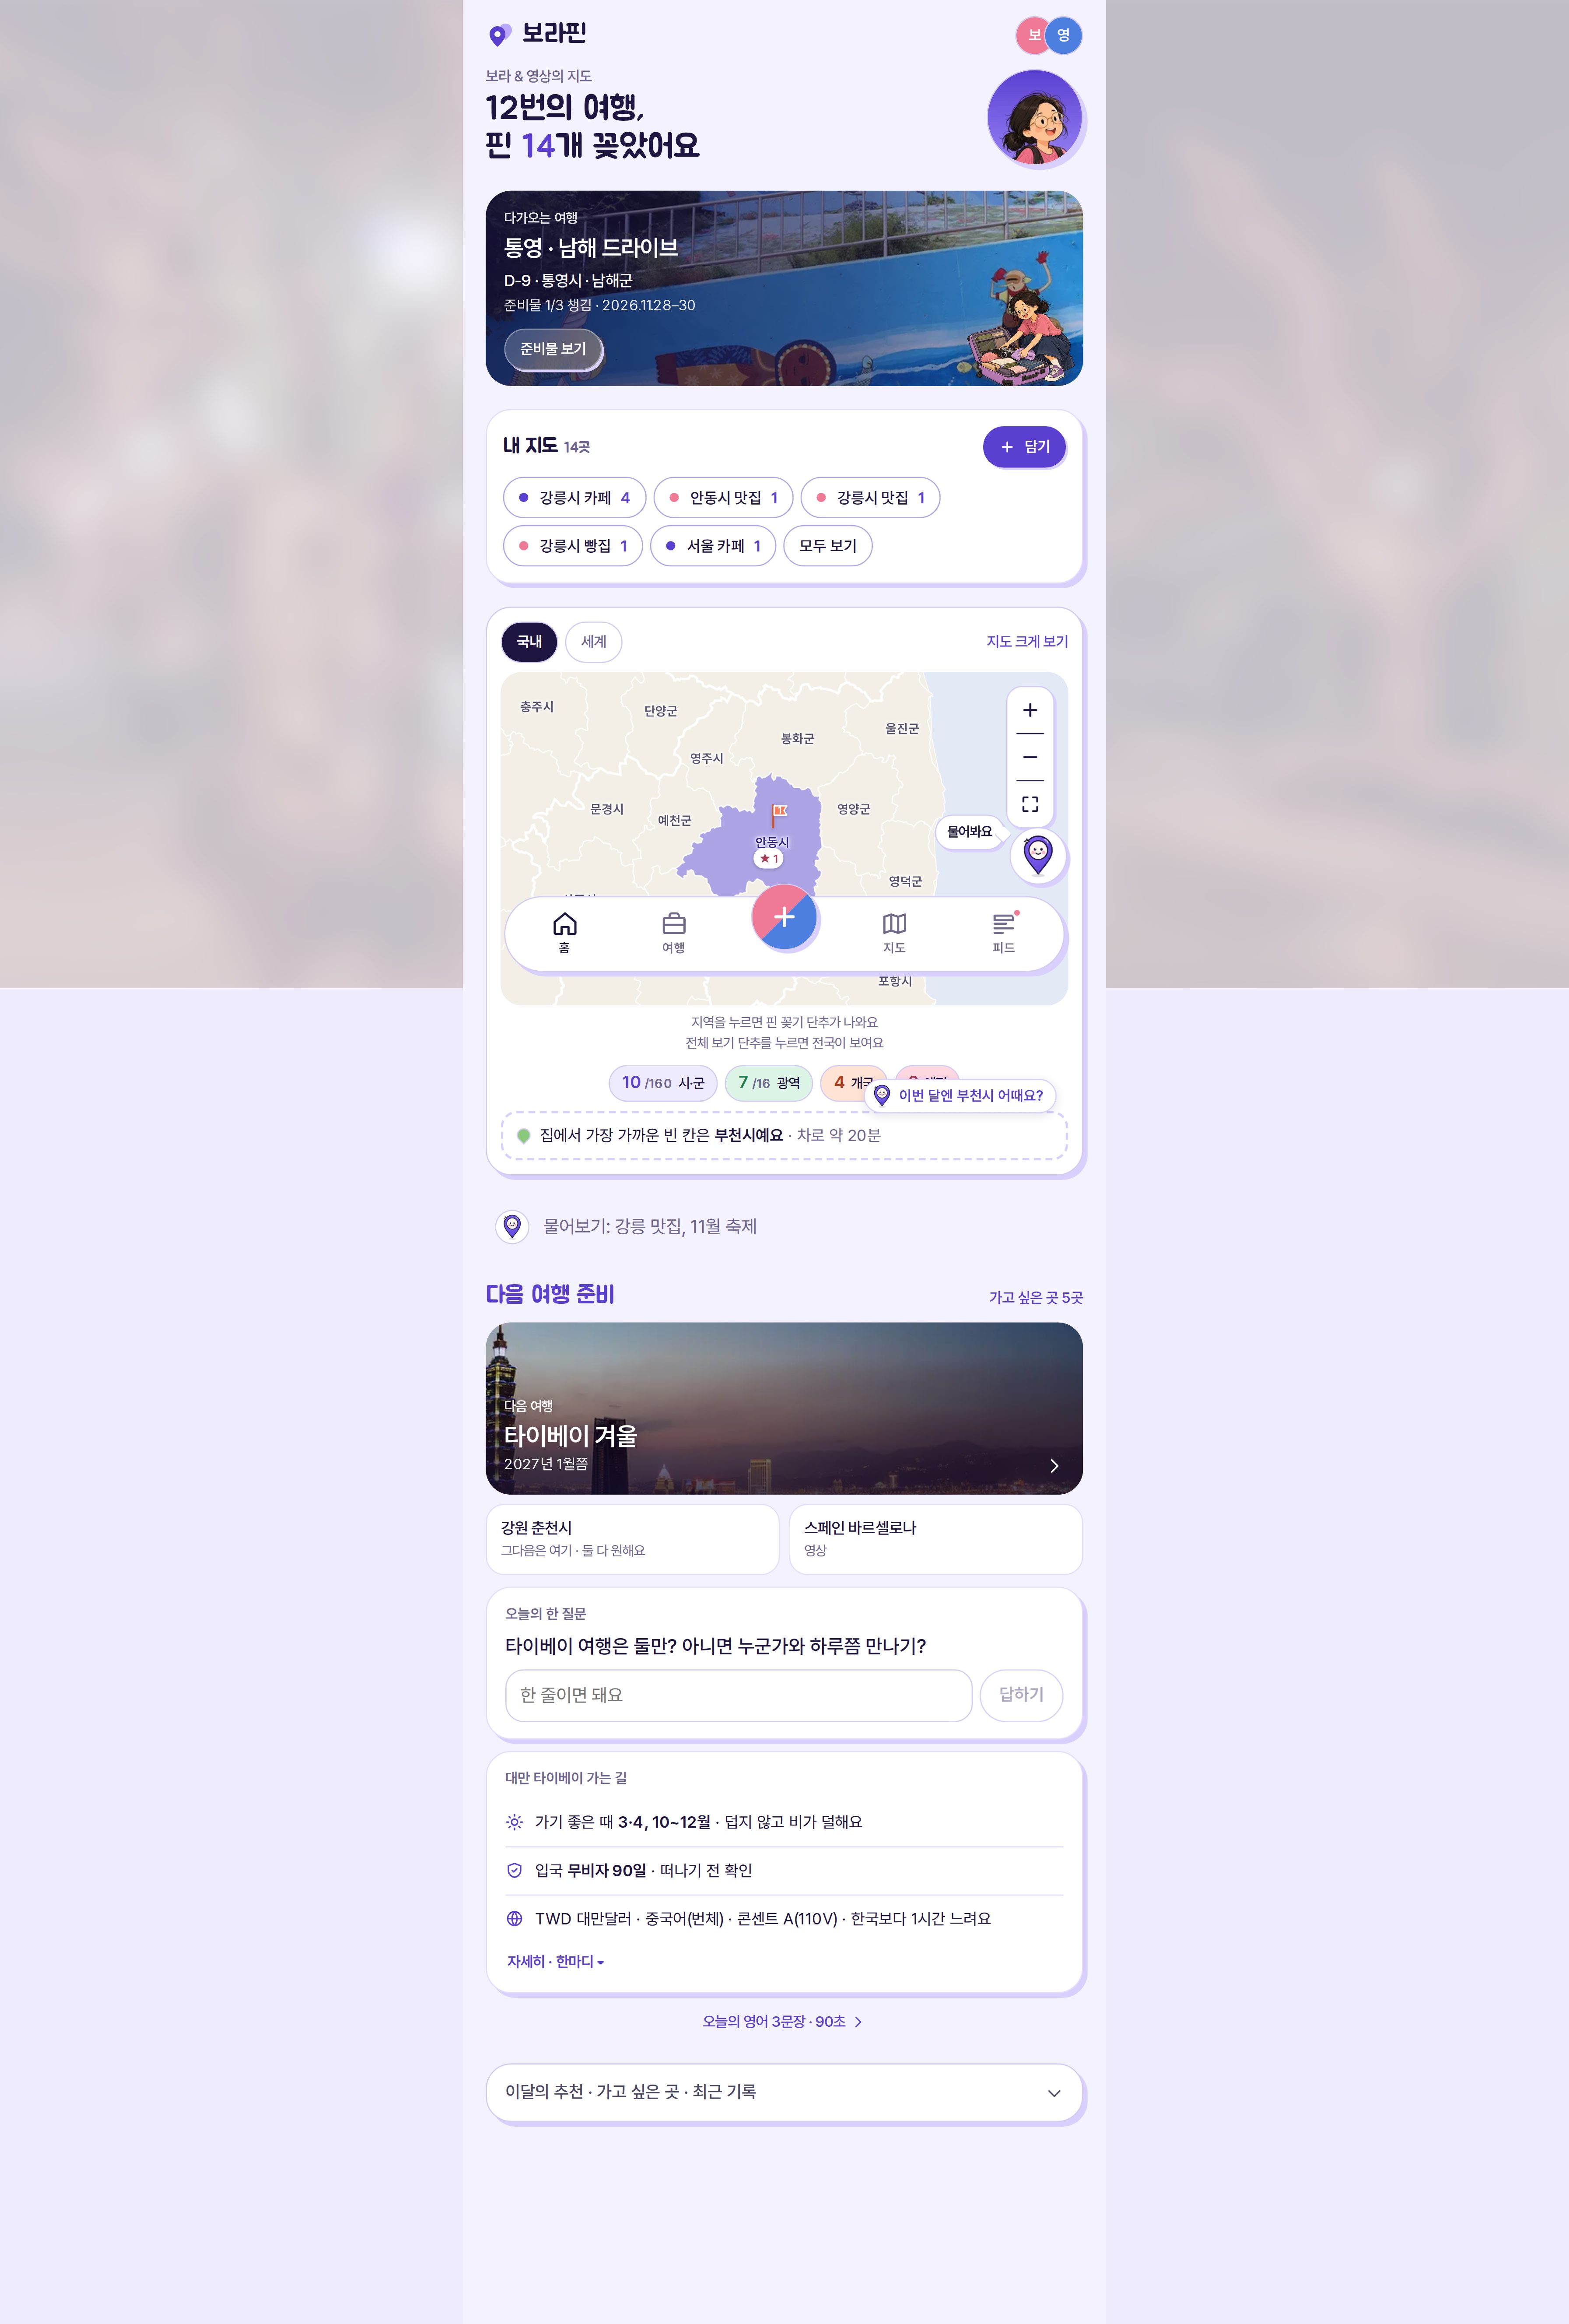 보라핀
보 영
보라 & 영상의 지도
12번의 여행,
핀 14개 꽂았어요
다가오는 여행
통영 · 남해 드라이브
D-9 · 통영시 · 남해군
준비물 1/3 챙김 · 2026.11.28–30
준비물 보기
내 지도 14곳
+ 담기
강릉시 카페 4
안동시 맛집 1
강릉시 맛집 1
강릉시 빵집 1
서울 카페 1
모두 보기
국내
세계
지도 크게 보기
충주시
단양군
봉화군
울진군
영주시
문경시
예천군
영양군
안동시
★ 1
물어봐요
영덕군
홈
여행
지도
피드
포항시
지역을 누르면 핀 꽂기 단추가 나와요
전체 보기 단추를 누르면 전국이 보여요
10 /160 시·군
7 /16 광역
4 개국
이번 달엔 부천시 어때요?
집에서 가장 가까운 빈 칸은 부천시예요 · 차로 약 20분
물어보기: 강릉 맛집, 11월 축제
다음 여행 준비
가고 싶은 곳 5곳
다음 여행
타이베이 겨울
2027년 1월쯤
강원 춘천시
그다음은 여기 · 둘 다 원해요
스페인 바르셀로나
영상
오늘의 한 질문
타이베이 여행은 둘만? 아니면 누군가와 하루쯤 만나기?
한 줄이면 돼요
답하기
대만 타이베이 가는 길
가기 좋은 때 3·4, 10~12월 · 덥지 않고 비가 덜해요
입국 무비자 90일 · 떠나기 전 확인
TWD 대만달러 · 중국어(번체) · 콘센트 A(110V) · 한국보다 1시간 느려요
자세히 · 한마디
오늘의 영어 3문장 · 90초
이달의 추천 · 가고 싶은 곳 · 최근 기록